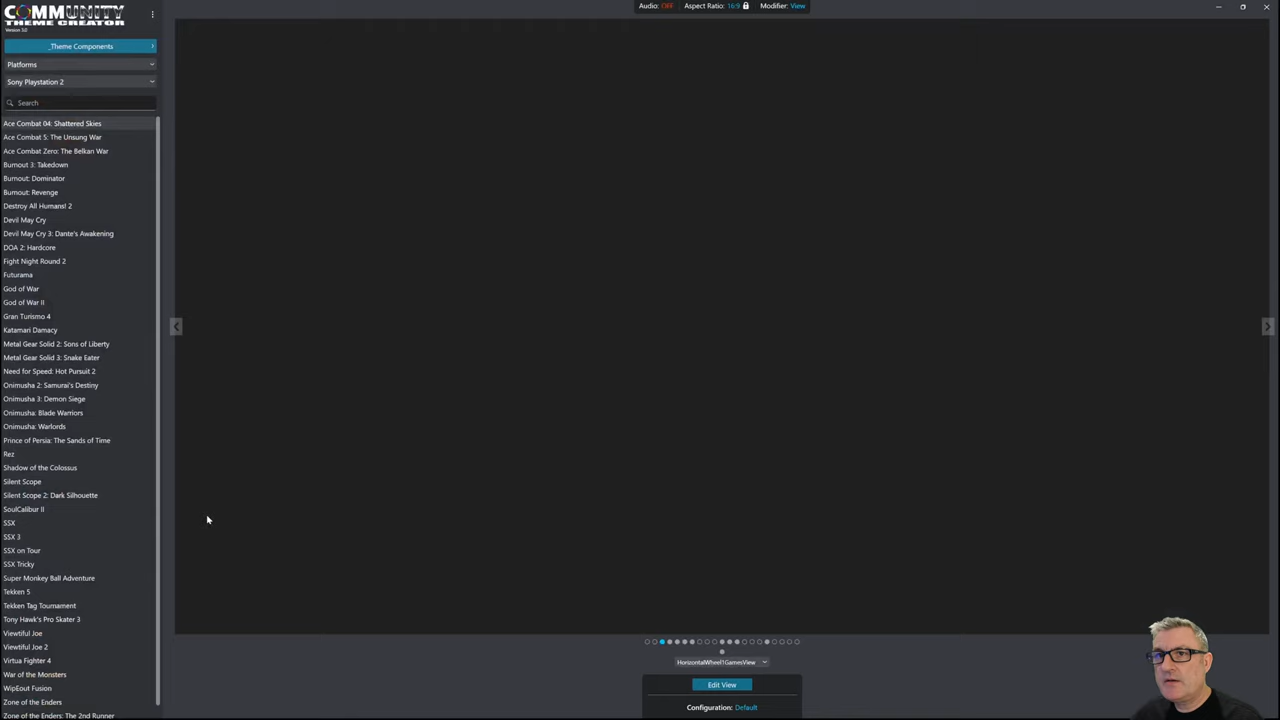 COMMUNITY
THEME CREATOR
Version 3.0
_Theme Components
Platforms
Sony Playstation 2
Search
Ace Combat 04: Shattered Skies
Ace Combat 5: The Unsung War
Ace Combat Zero: The Belkan War
Burnout 3: Takedown
Burnout: Dominator
Burnout: Revenge
Destroy All Humans! 2
Devil May Cry
Devil May Cry 3: Dante's Awakening
DOA 2: Hardcore
Fight Night Round 2
Futurama
God of War
God of War II
Gran Turismo 4
Katamari Damacy
Metal Gear Solid 2: Sons of Liberty
Metal Gear Solid 3: Snake Eater
Need for Speed: Hot Pursuit 2
Onimusha 2: Samurai's Destiny
Onimusha 3: Demon Siege
Onimusha: Blade Warriors
Onimusha: Warlords
Prince of Persia: The Sands of Time
Rez
Shadow of the Colossus
Silent Scope
Silent Scope 2: Dark Silhouette
SoulCalibur II
SSX
SSX 3
SSX on Tour
SSX Tricky
Super Monkey Ball Adventure
Tekken 5
Tekken Tag Tournament
Tony Hawk's Pro Skater 3
Viewtiful Joe
Viewtiful Joe 2
Virtua Fighter 4
War of the Monsters
WipEout Fusion
Zone of the Enders
Zone of the Enders: The 2nd Runner
Audio: OFF Aspect Ratio: 16:9 Modifier: View
HorizontalWheel1GamesView
Edit View
Configuration: Default